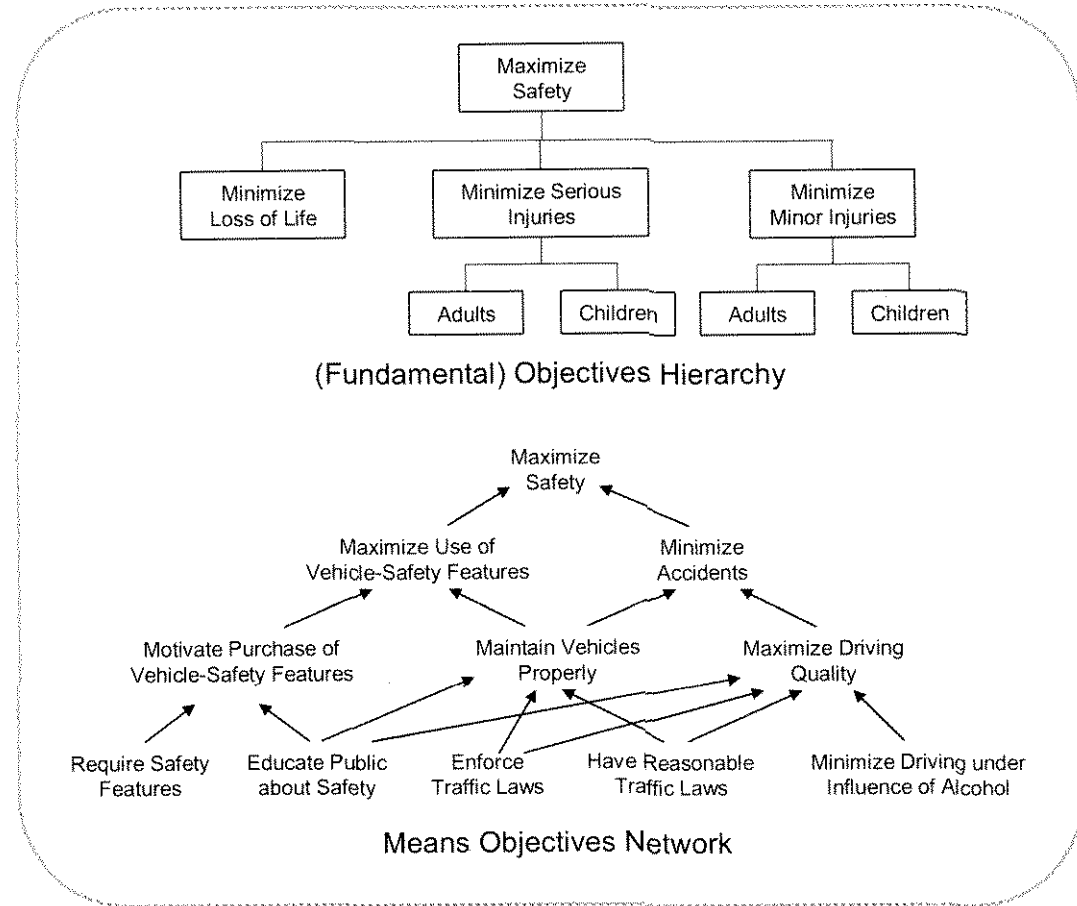 Maximize
Safety
Minimize
Loss of Life
Minimize Serious
Injuries
Minimize
Minor Injuries
Adults
Children
Adults
Children
(Fundamental) Objectives Hierarchy
Maximize
Safety
Maximize Use of
Vehicle-Safety Features
Minimize
Accidents
Motivate Purchase of
Vehicle-Safety Features
Maintain Vehicles
Properly
Maximize Driving
Quality
Require Safety
Features
Educate Public
about Safety
Enforce
Traffic Laws
Have Reasonable
Traffic Laws
Minimize Driving under
Influence of Alcohol
Means Objectives Network